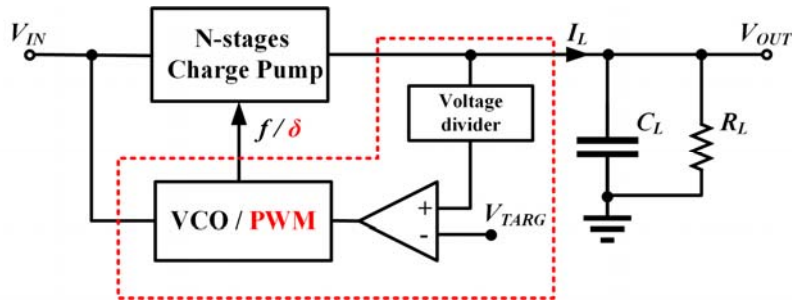 V_IN
N-stages
Charge Pump
I_L
V_OUT
Voltage
divider
f/δ
C_L
R_L
VCO / PWM
+
-
V_TARG